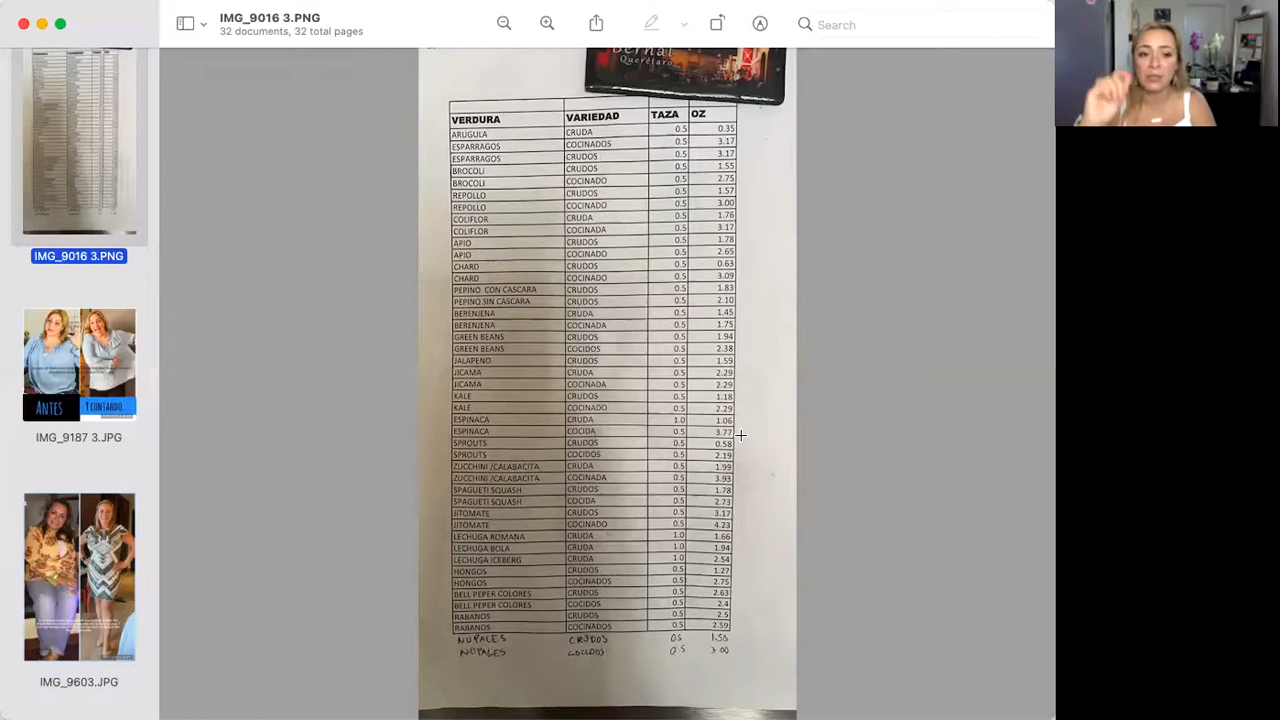 IMG_9016 3.PNG
32 documents, 32 total pages
Search
IMG_9016 3.PNG
ANTES
Y CONTANDO
IMG_9187 3.JPG
IMG_9603.JPG
Bernal
Querétaro
VERDURA VARIEDAD TAZA OZ
ARUGULA CRUDA 0.5 0.35
ESPARRAGOS COCINADOS 0.5 3.17
ESPARRAGOS CRUDOS 0.5 3.17
BROCOLI CRUDOS 0.5 1.55
BROCOLI COCINADO 0.5 2.75
REPOLLO CRUDOS 0.5 1.57
REPOLLO COCINADO 0.5 3.00
COLIFLOR CRUDA 0.5 1.76
COLIFLOR COCINADA 0.5 3.17
APIO CRUDOS 0.5 1.78
APIO COCINADO 0.5 2.65
CHARD CRUDOS 0.5 0.63
CHARD COCINADO 0.5 3.09
PEPINO CON CASCARA CRUDOS 0.5 1.83
PEPINO SIN CASCARA CRUDOS 0.5 2.10
BERENJENA CRUDA 0.5 1.45
BERENJENA COCINADA 0.5 1.75
GREEN BEANS CRUDOS 0.5 1.94
GREEN BEANS COCIDOS 0.5 2.38
JALAPENO CRUDOS 0.5 1.59
JICAMA CRUDA 0.5 2.29
JICAMA COCINADA 0.5 2.29
KALE CRUDOS 0.5 1.18
KALE COCINADO 0.5 2.29
ESPINACA CRUDA 1.0 1.06
ESPINACA COCIDA 0.5 3.77
SPROUTS CRUDOS 0.5 0.58
SPROUTS COCIDOS 0.5 2.19
ZUCCHINI /CALABACITA CRUDA 0.5 1.99
ZUCCHINI /CALABACITA COCINADA 0.5 3.93
SPAGUETI SQUASH CRUDOS 0.5 1.78
SPAGUETI SQUASH COCIDA 0.5 2.73
JITOMATE CRUDOS 0.5 3.17
JITOMATE COCINADO 0.5 4.23
LECHUGA ROMANA CRUDA 1.0 1.66
LECHUGA BOLA CRUDA 1.0 1.94
LECHUGA ICEBERG CRUDA 1.0 2.54
HONGOS CRUDOS 0.5 1.27
HONGOS COCINADOS 0.5 2.75
BELL PEPER COLORES CRUDOS 0.5 2.63
BELL PEPER COLORES COCIDOS 0.5 2.4
RABANOS CRUDOS 0.5 2.5
RABANOS COCINADOS 0.5 2.59
NOPALES CRUDOS 0.5 1.50
NOPALES COCIDOS 0.5 3.00